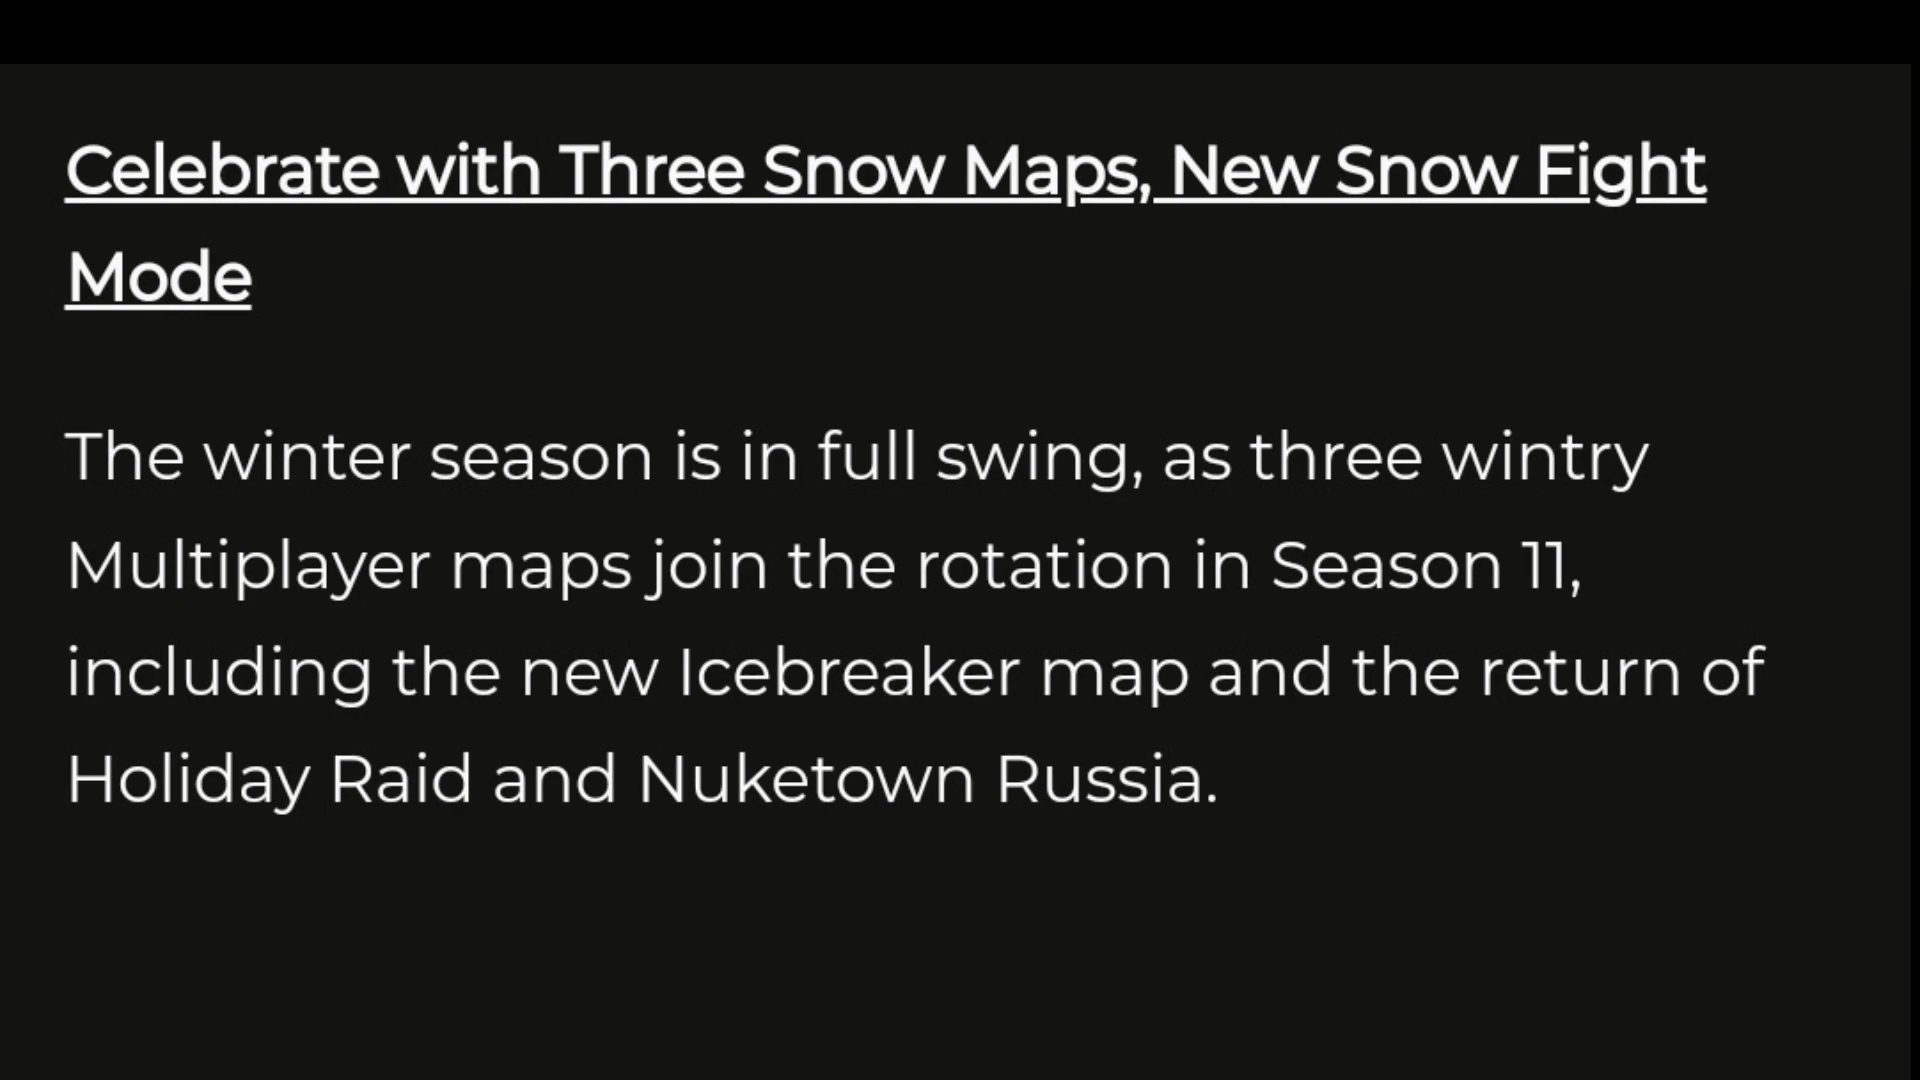 Celebrate with Three Snow Maps, New Snow Fight
Mode
The winter season is in full swing, as three wintry
Multiplayer maps join the rotation in Season 11,
including the new Icebreaker map and the return of
Holiday Raid and Nuketown Russia.